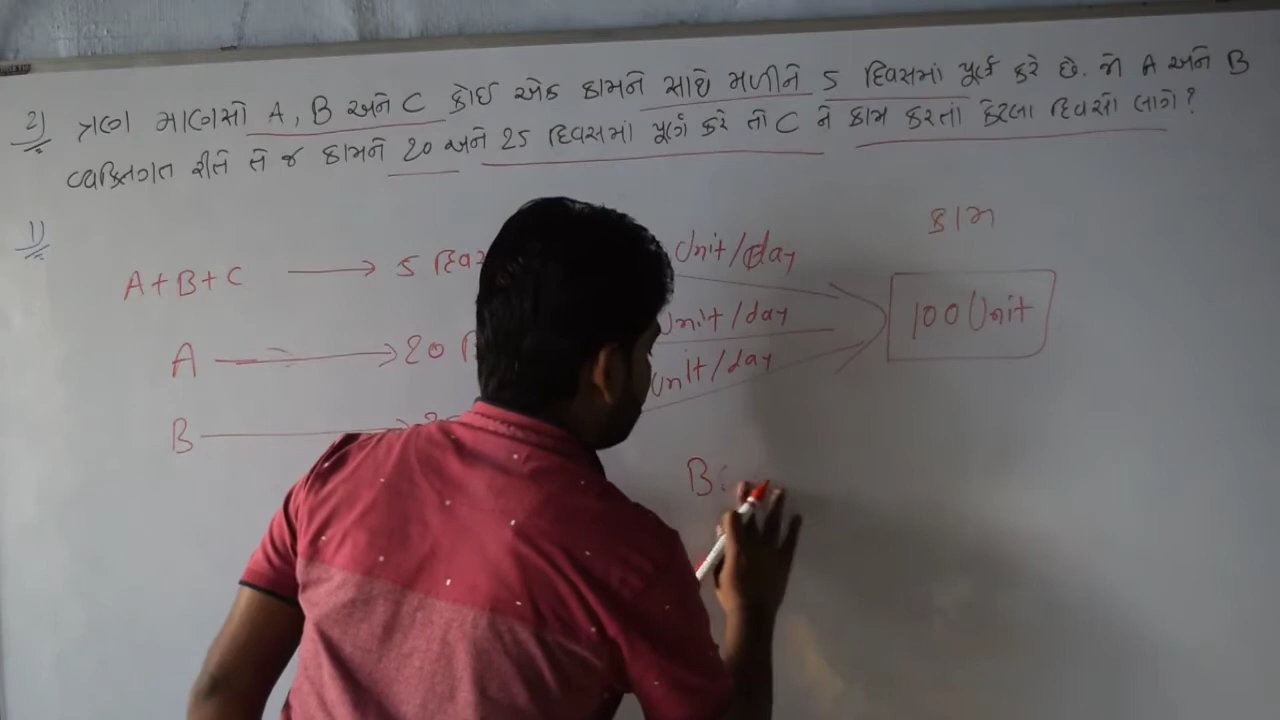 2) ત્રણ માણસો A, B અને C કોઈ એક કામને સાથે મળીને 5 દિવસમાં પૂર્ણ કરે છે. જો A અને B
વ્યક્તિગત રીતે તે જ કામને 20 અને 25 દિવસમાં પૂર્ણ કરે તો C ને કામ કરતાં કેટલા દિવસો લાગે?
1)
કામ
A+B+C → 5 Unit/day
100 Unit
A → 20 Unit/day
B → Unit/day
B